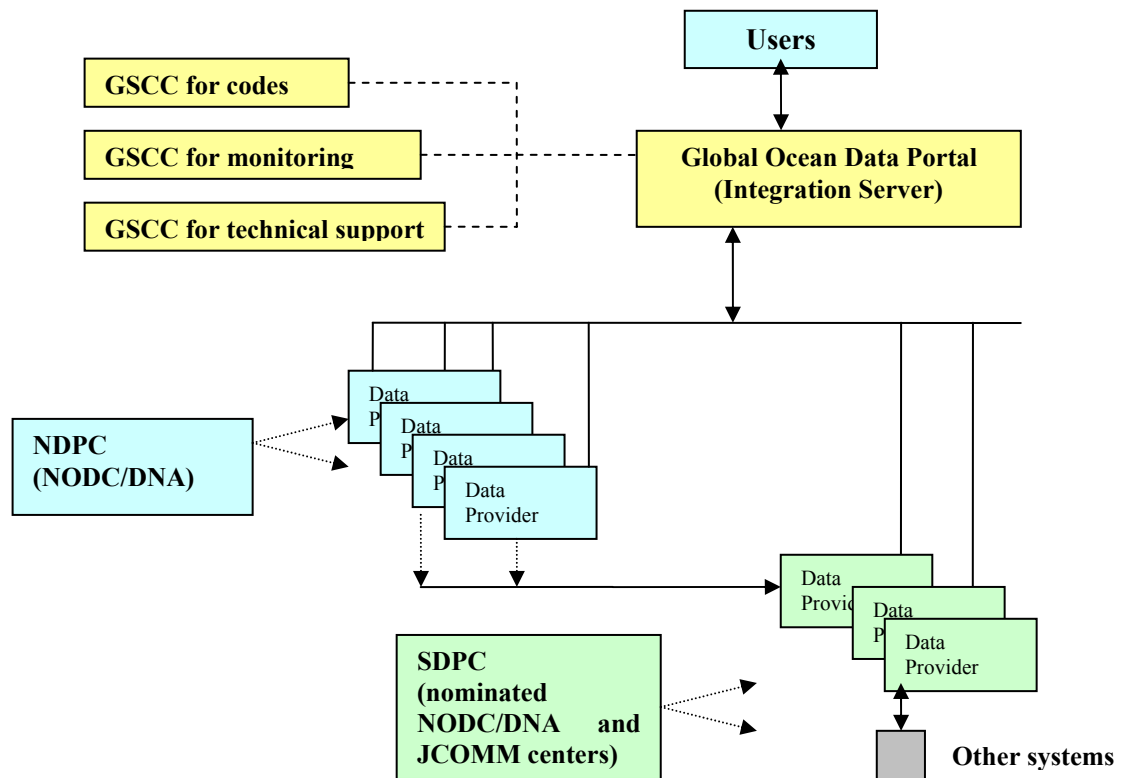 Users
GSCC for codes
GSCC for monitoring
Global Ocean Data Portal
(Integration Server)
GSCC for technical support
Data
P
Data
P
Data
P
Data
Provider
NDPC
(NODC/DNA)
Data
Provid
Data
P
Data
Provider
SDPC
(nominated
NODC/DNA and
JCOMM centers)
Other systems